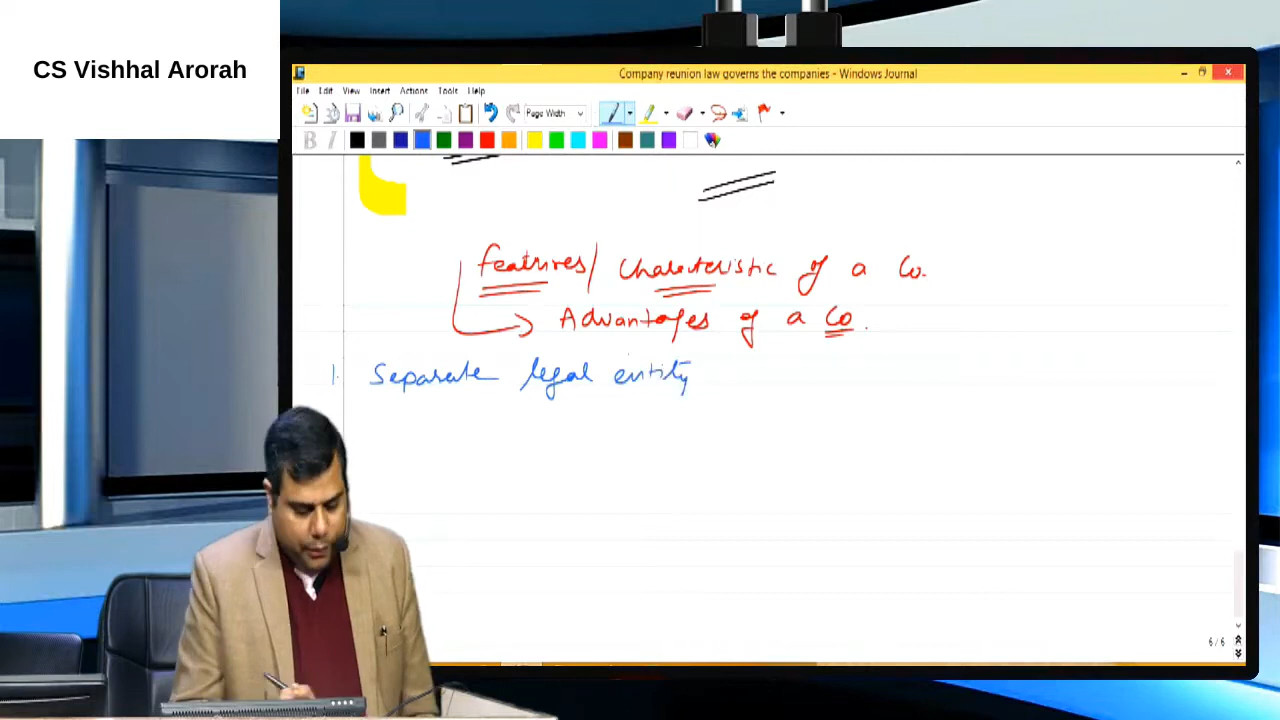 CS Vishhal Arorah
Company reunion law governs the companies - Windows Journal
File Edit View Insert Actions Tools Help
Page Width
B I
features/ Charecteristic of a Co.
Advantages of a Co.
1. Separate legal entity
6 / 6